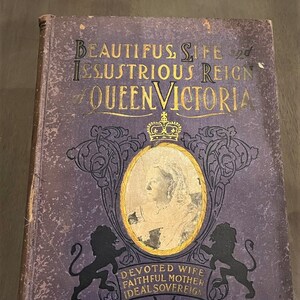 BEAUTIFUL LIFE and
ILLUSTRIOUS REIGN
of QUEEN VICTORIA
DEVOTED WIFE
FAITHFUL MOTHER
IDEAL SOVEREIGN